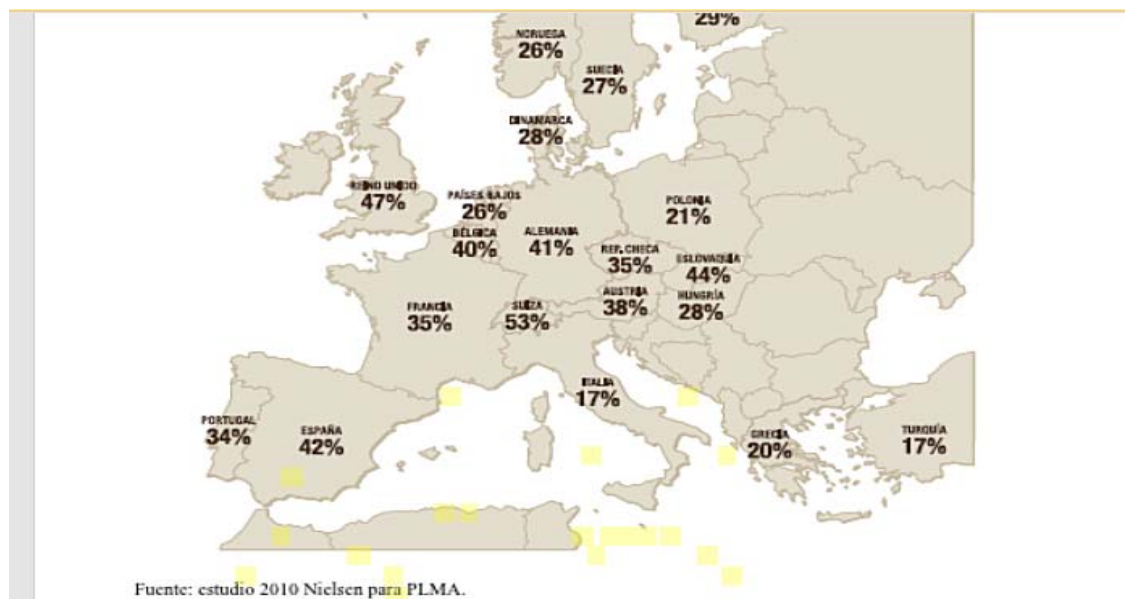 29%
NORUEGA
26%
SUECIA
27%
DINAMARCA
28%
REINO UNIDO
47%
PAÍSES BAJOS
26%
POLONIA
21%
BÉLGICA
40%
ALEMANIA
41%
REP. CHECA
35%
ESLOVAQUÍA
44%
AUSTRIA
38%
HUNGRÍA
28%
FRANCIA
35%
SUIZA
53%
ITALIA
17%
PORTUGAL
34%
ESPAÑA
42%
GRECIA
20%
TURQUÍA
17%
Fuente: estudio 2010 Nielsen para PLMA.